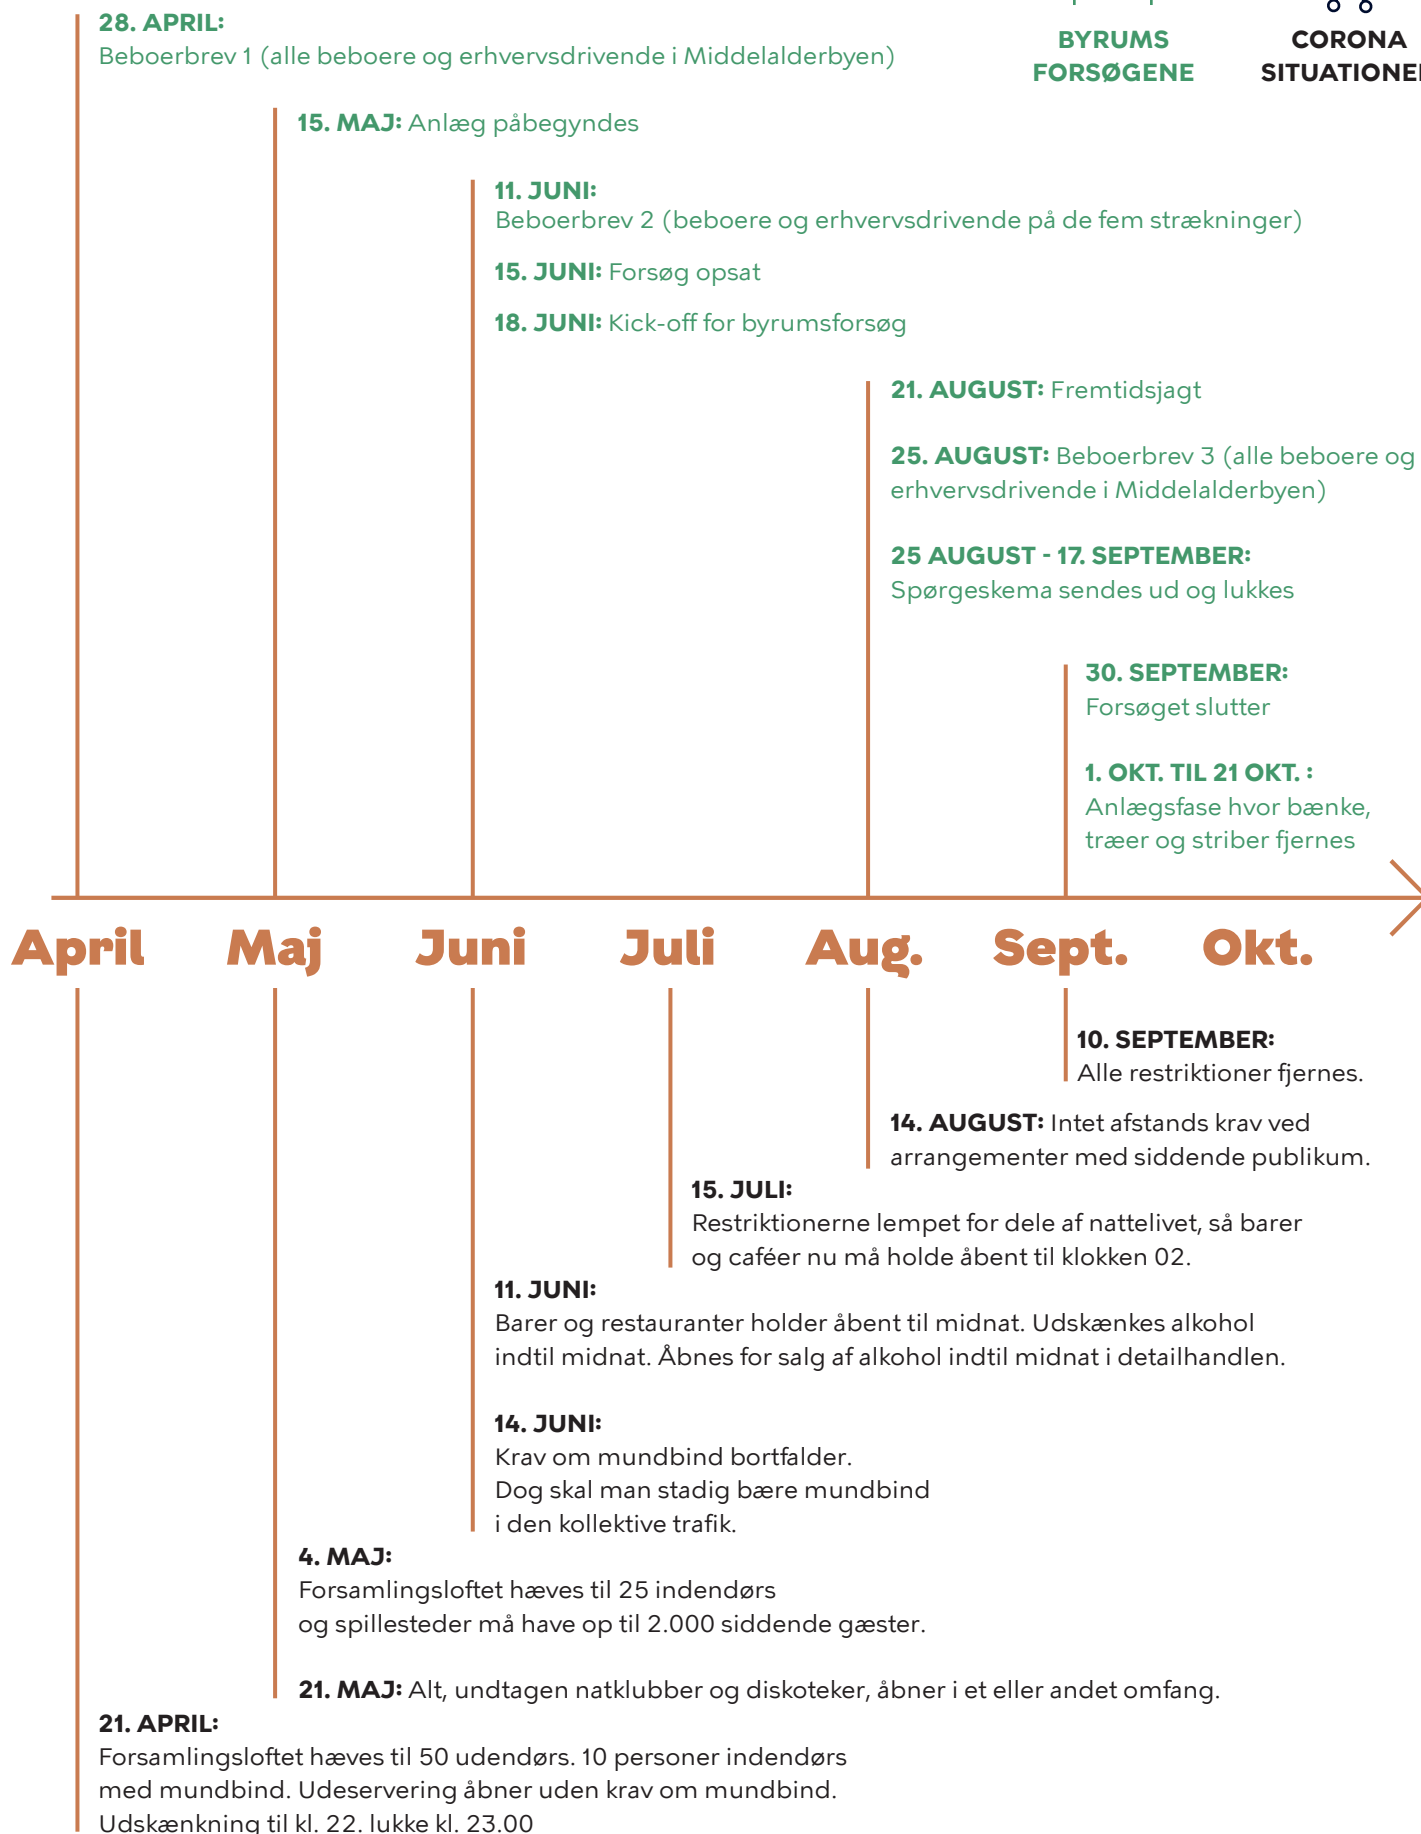 28. APRIL:
Beboerbrev 1 (alle beboere og erhvervsdrivende i Middelalderbyen)
BYRUMS
FORSØGENE
CORONA
15. MAJ: Anlæg påbegyndes
11. JUNI:
Beboerbrev 2 (beboere og erhvervsdrivende på de fem strækninger)
15. JUNI: Forsøg opsat
18. JUNI: Kick-off for byrumsforsøg
21. AUGUST: Fremtidsjagt
25. AUGUST: Beboerbrev 3 (alle beboere og
erhvervsdrivende i Middelalderbyen)
25 AUGUST - 17. SEPTEMBER:
Spørgeskema sendes ud og lukkes
30. SEPTEMBER:
Forsøget slutter
1. OKT. TIL 21 OKT. :
Anlægsfase hvor bænke,
træer og striber fjernes
April Maj Juni Juli Aug. Sept. Okt.
10. SEPTEMBER:
Alle restriktioner fjernes.
14. AUGUST: Intet afstands krav ved
arrangementer med siddende publikum.
15. JULI:
Restriktionerne lempet for dele af nattelivet, så barer
og caféer nu må holde åbent til klokken 02.
11. JUNI:
Barer og restauranter holder åbent til midnat. Udskænkes alkohol
indtil midnat. Åbnes for salg af alkohol indtil midnat i detailhandlen.
14. JUNI:
Krav om mundbind bortfalder.
Dog skal man stadig bære mundbind
i den kollektive trafik.
4. MAJ:
Forsamlingsloftet hæves til 25 indendørs
og spillesteder må have op til 2.000 siddende gæster.
21. MAJ: Alt, undtagen natklubber og diskoteker, åbner i et eller andet omfang.
21. APRIL:
Forsamlingsloftet hæves til 50 udendørs. 10 personer indendørs
med mundbind. Udeservering åbner uden krav om mundbind.
Udskænkning til kl. 22. lukke kl. 23.00